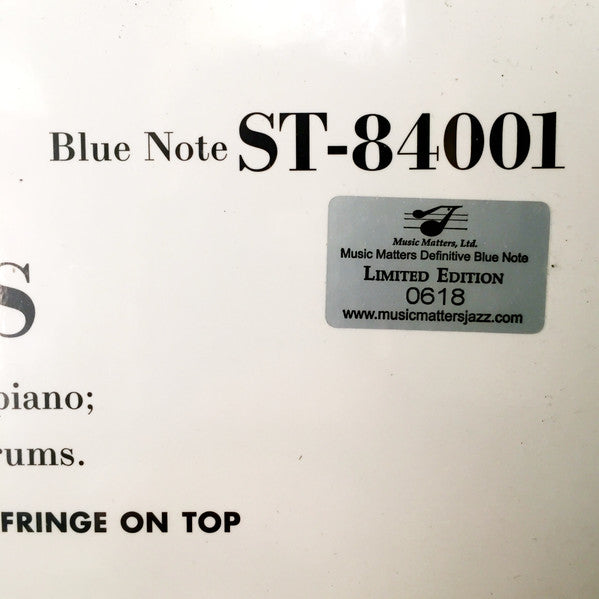 Blue Note ST-84001
Music Matters, Ltd.
Music Matters Definitive Blue Note
LIMITED EDITION
0618
www.musicmattersjazz.com
S
piano;
rums.
FRINGE ON TOP